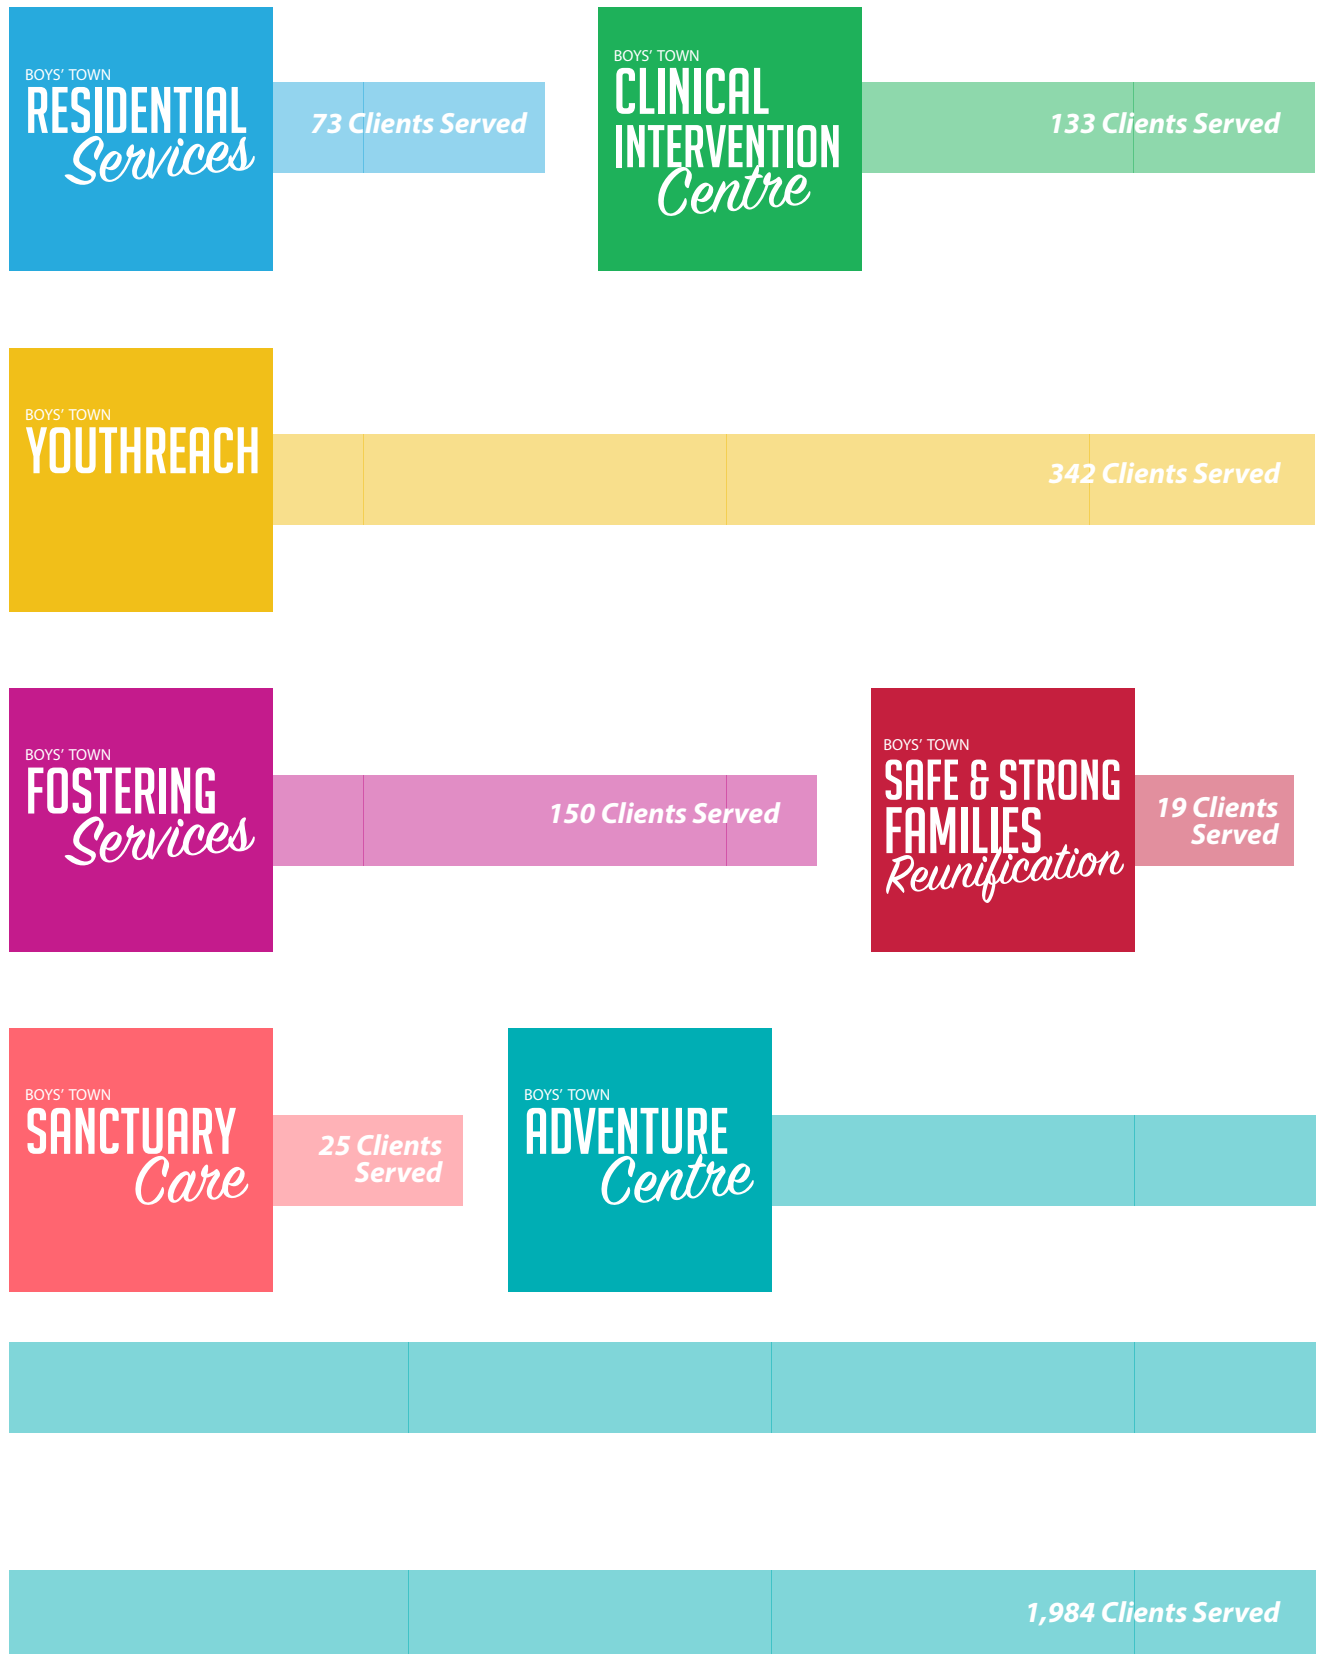 BOYS’ TOWN
RESIDENTIAL
Services
73 Clients Served
BOYS’ TOWN
CLINICAL
INTERVENTION
Centre
133 Clients Served
BOYS’ TOWN
YOUTHREACH
342 Clients Served
BOYS’ TOWN
FOSTERING
Services
150 Clients Served
BOYS’ TOWN
SAFE & STRONG
FAMILIES
Reunification
19 Clients
Served
BOYS’ TOWN
SANCTUARY
Care
25 Clients
Served
BOYS’ TOWN
ADVENTURE
Centre
1,984 Clients Served